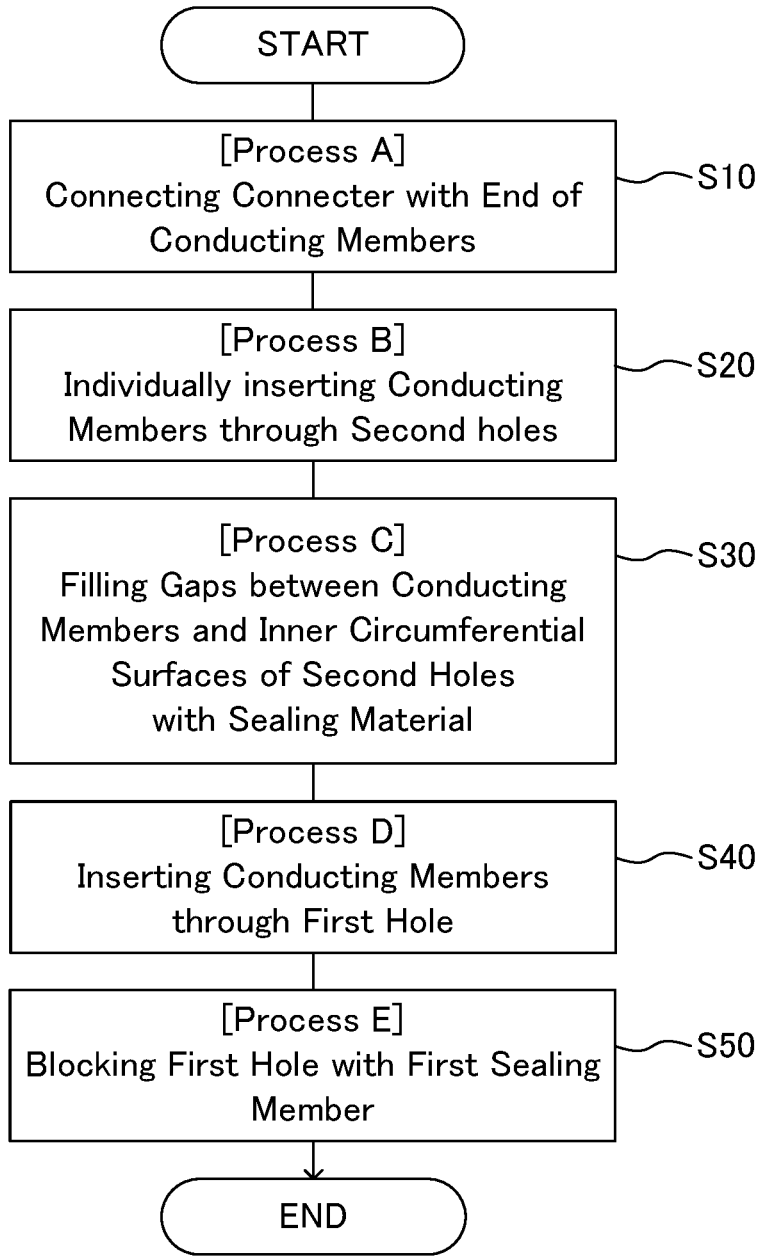 START
[Process A]
Connecting Connecter with End of
Conducting Members
S10
[Process B]
Individually inserting Conducting
Members through Second holes
S20
[Process C]
Filling Gaps between Conducting
Members and Inner Circumferential
Surfaces of Second Holes
with Sealing Material
S30
[Process D]
Inserting Conducting Members
through First Hole
S40
[Process E]
Blocking First Hole with First Sealing
Member
S50
END